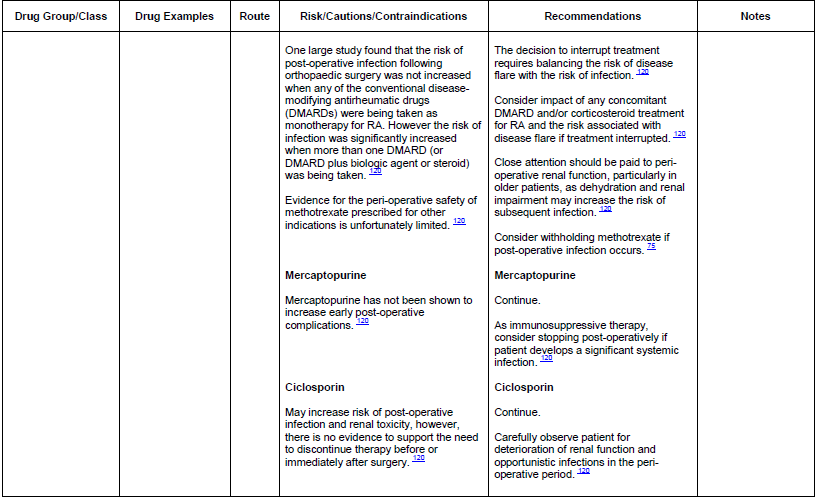 Drug Group/Class
Drug Examples
Route
Risk/Cautions/Contraindications
Recommendations
Notes
One large study found that the risk of
post-operative infection following
orthopaedic surgery was not increased
when any of the conventional disease-
modifying antirheumatic drugs
(DMARDs) were being taken as
monotherapy for RA. However the risk of
infection was significantly increased
when more than one DMARD (or
DMARD plus biologic agent or steroid)
was being taken. 120
Evidence for the peri-operative safety of
methotrexate prescribed for other
indications is unfortunately limited. 120
The decision to interrupt treatment
requires balancing the risk of disease
flare with the risk of infection. 120
Consider impact of any concomitant
DMARD and/or corticosteroid treatment
for RA and the risk associated with
disease flare if treatment interrupted. 120
Close attention should be paid to peri-
operative renal function, particularly in
older patients, as dehydration and renal
impairment may increase the risk of
subsequent infection. 120
Consider withholding methotrexate if
post-operative infection occurs. 75
Mercaptopurine
Mercaptopurine has not been shown to
increase early post-operative
complications. 120
Mercaptopurine
Continue.
As immunosuppressive therapy,
consider stopping post-operatively if
patient develops a significant systemic
infection. 120
Ciclosporin
May increase risk of post-operative
infection and renal toxicity, however,
there is no evidence to support the need
to discontinue therapy before or
immediately after surgery. 120
Ciclosporin
Continue.
Carefully observe patient for
deterioration of renal function and
opportunistic infections in the peri-
operative period. 120